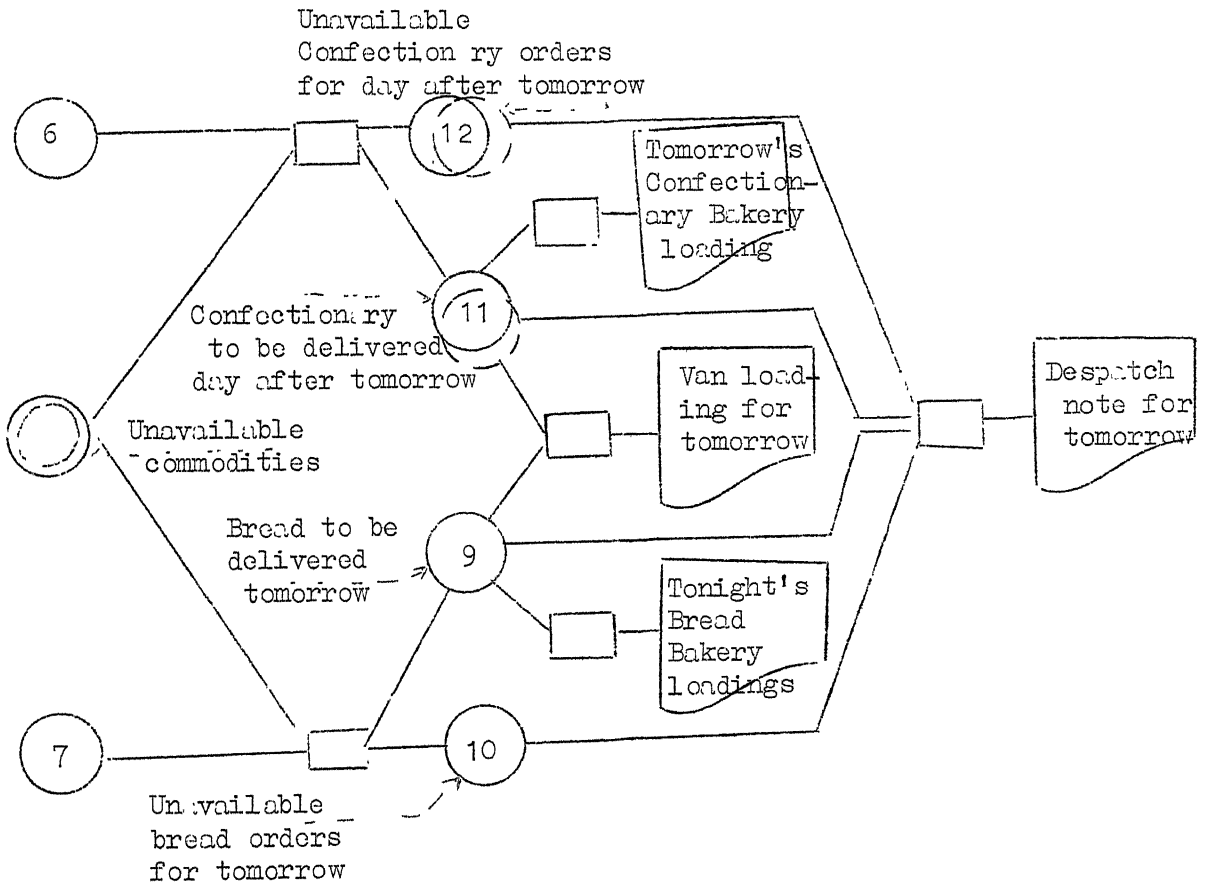 Unavailable
Confection ry orders
for day after tomorrow
6
12
Tomorrow's
Confection-
ary Bakery
loading
11
Confectionary
to be delivered
day after tomorrow
Van load-
ing for
tomorrow
Despatch
note for
tomorrow
Unavailable
commodities
Bread to be
delivered
tomorrow
9
Tonight's
Bread
Bakery
loadings
7
10
Unavailable
bread orders
for tomorrow